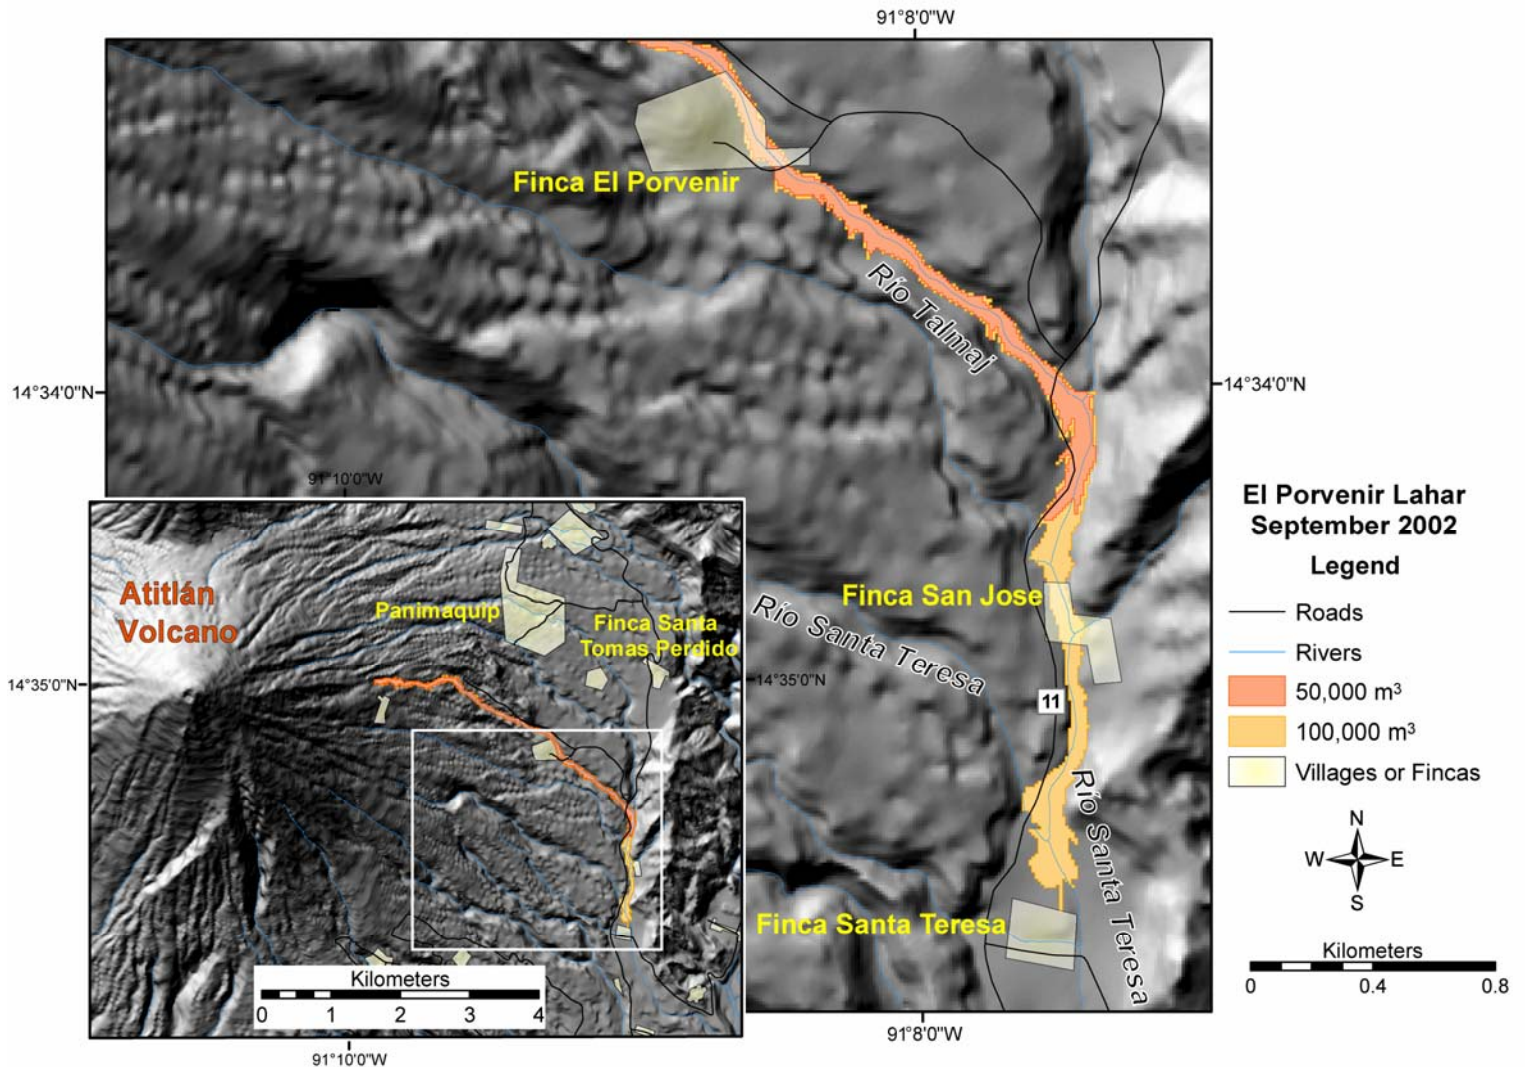 91°8'0"W
Finca El Porvenir
Río Talmaj
14°34'0"N
14°34'0"N
91°10'0"W
El Porvenir Lahar
September 2002
Legend
Roads
Rivers
50,000 m³
100,000 m³
Villages or Fincas
Atitlán
Volcano
Panimaquip
Finca Santa
Tomas Perdido
Finca San Jose
Río Santa Teresa
14°35'0"N
14°35'0"N
11
Río Santa Teresa
Finca Santa Teresa
N
W
E
S
Kilometers
0 0.4 0.8
Kilometers
0 1 2 3 4
91°8'0"W
91°10'0"W